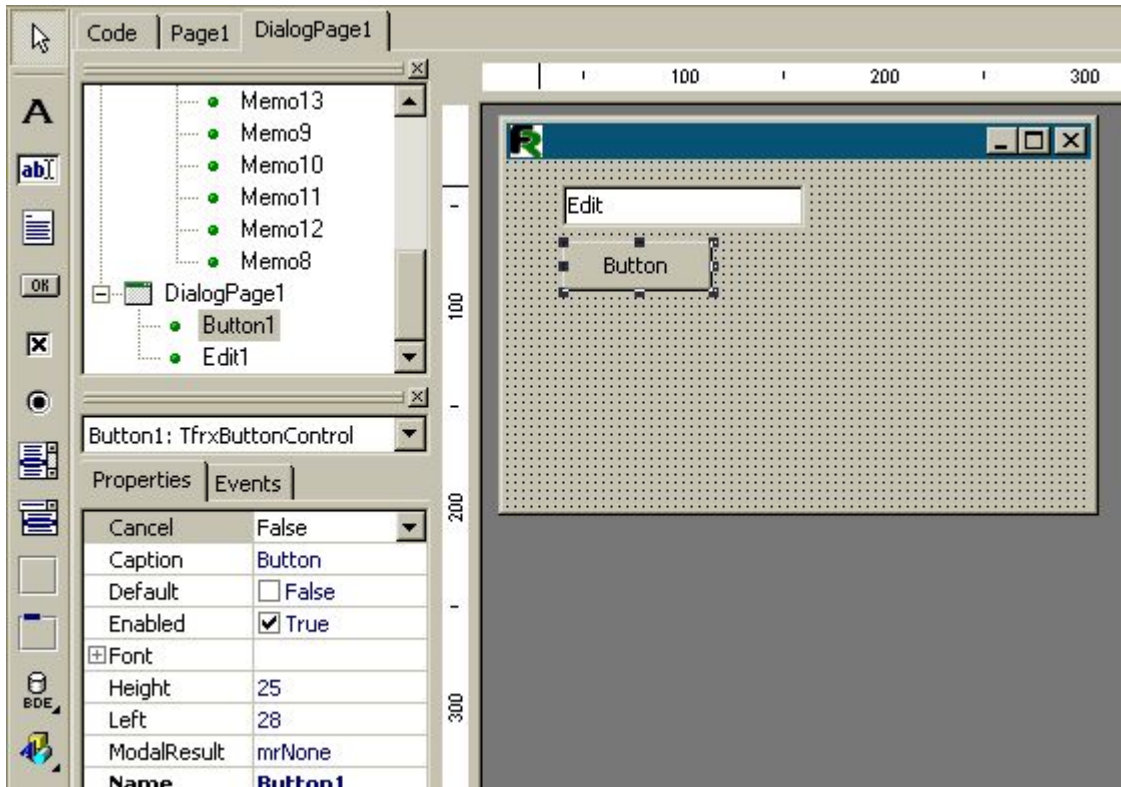 Code Page1 DialogPage1
100 200 300
A
ab
OK
BDE
Memo13
Memo9
Memo10
Memo11
Memo12
Memo8
DialogPage1
Button1
Edit1
Button1: TfrxButtonControl
Properties Events
Cancel False
Caption Button
Default False
Enabled True
Font
Height 25
Left 28
ModalResult mrNone
Name Button1
100
200
300
FR
Edit
Button